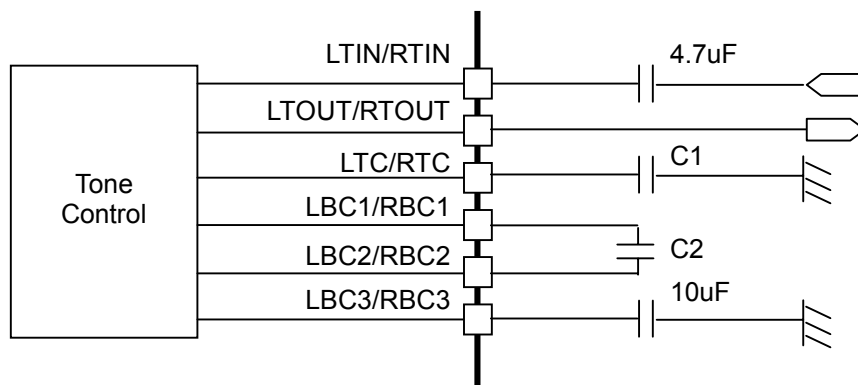 LTIN/RTIN
4.7uF
LTOUT/RTOUT
LTC/RTC
C1
Tone
Control
LBC1/RBC1
LBC2/RBC2
C2
LBC3/RBC3
10uF